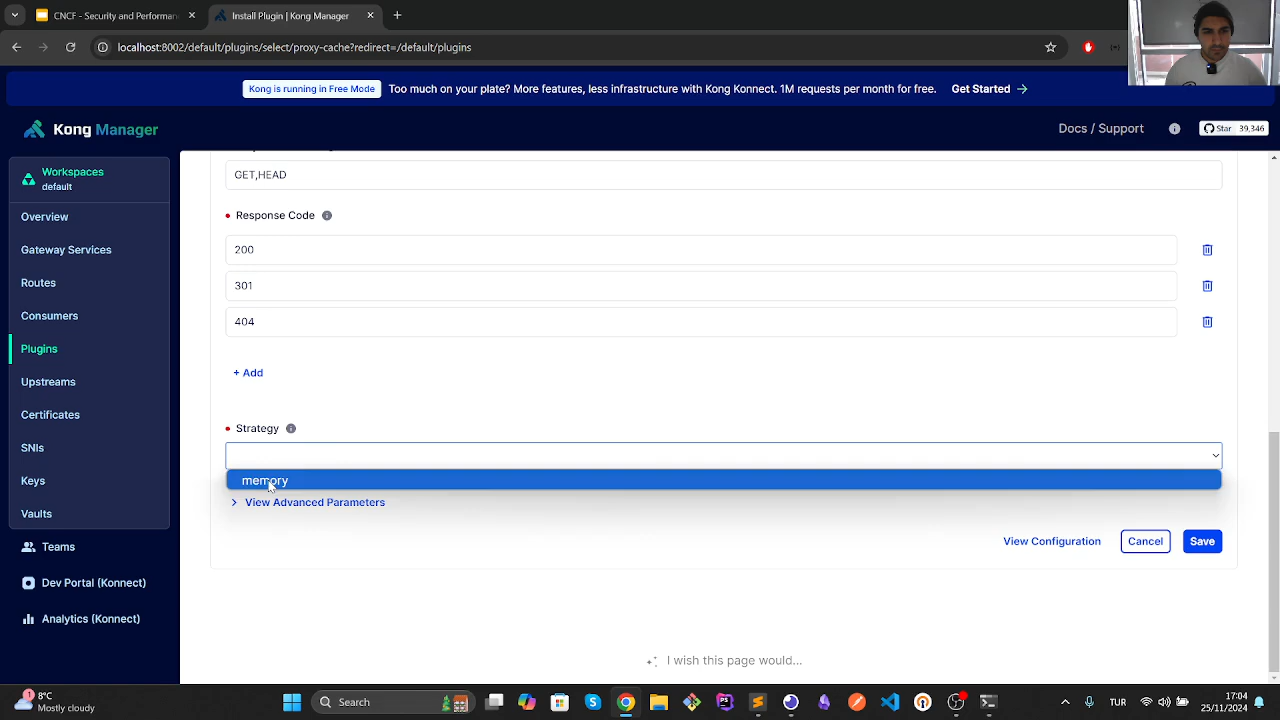 CNCF - Security and Performan
Install Plugin | Kong Manager
localhost:8002/default/plugins/select/proxy-cache?redirect=/default/plugins
Kong is running in Free Mode
Too much on your plate? More features, less infrastructure with Kong Konnect. 1M requests per month for free.
Get Started
Kong Manager
Docs / Support
Star
39,346
Workspaces
default
Overview
Gateway Services
Routes
Consumers
Plugins
Upstreams
Certificates
SNIs
Keys
Vaults
Teams
Dev Portal (Konnect)
Analytics (Konnect)
GET,HEAD
Response Code
200
301
404
+ Add
Strategy
memory
View Advanced Parameters
View Configuration
Cancel
Save
I wish this page would...
8°C
Mostly cloudy
Search
TUR
17:04
25/11/2024